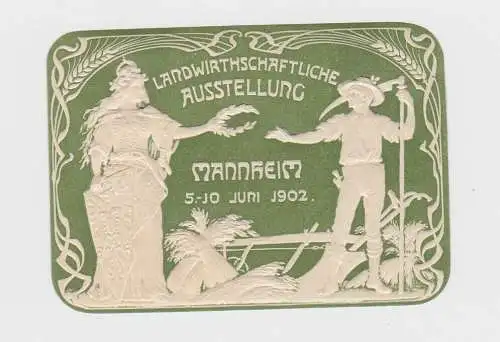 LANDWIRTHSCHAFTLICHE
AUSSTELLUNG
MANNHEIM
5.-10 JUNI 1902.